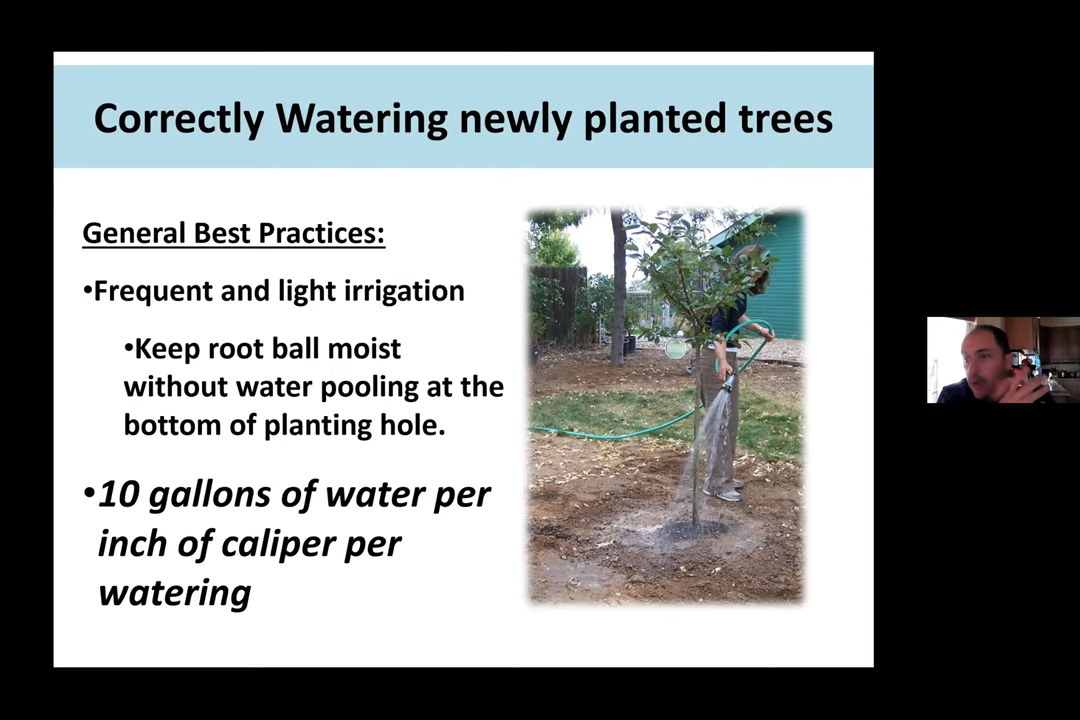 Correctly Watering newly planted trees
General Best Practices:
•Frequent and light irrigation
•Keep root ball moist
without water pooling at the
bottom of planting hole.
•10 gallons of water per
inch of caliper per
watering